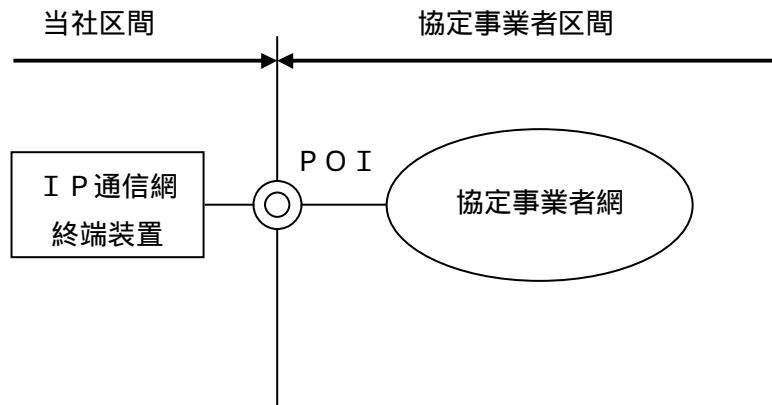 当社区間
協定事業者区間
ＰＯＩ
ＩＰ通信網
終端装置
協定事業者網